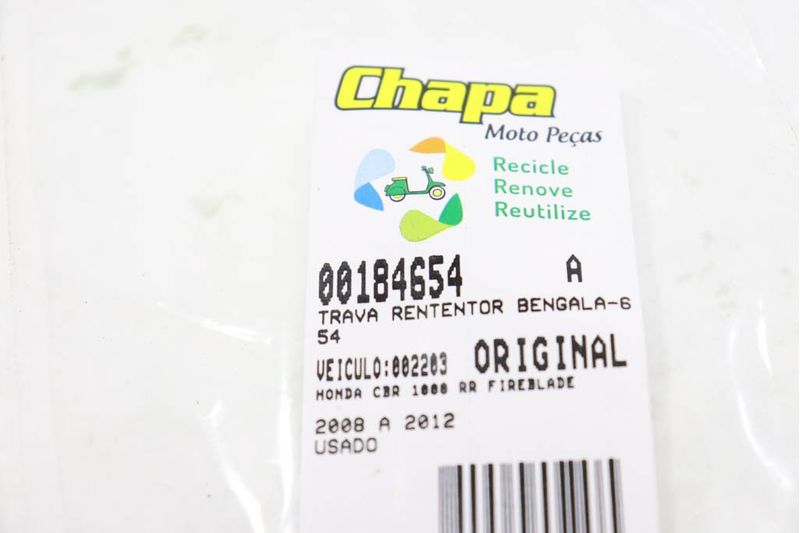 Chapa
Moto Peças
Recicle
Renove
Reutilize
00184654 A
TRAVA RENTENTOR BENGALA-6
54
VEICULO:002203 ORIGINAL
HONDA CBR 1000 RR FIREBLADE
2008 A 2012
USADO